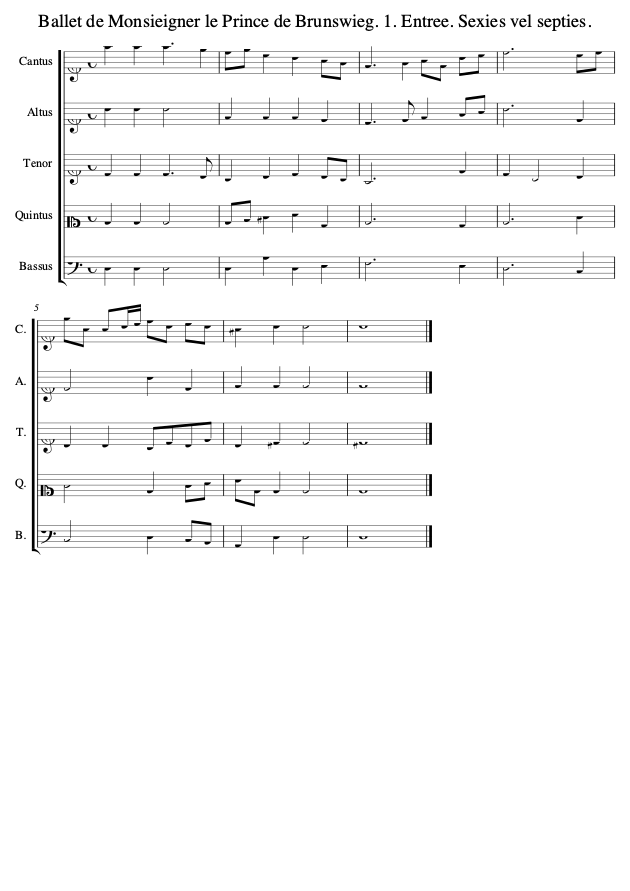 Ballet de Monsieigner le Prince de Brunswieg. 1. Entree. Sexies vel septies.
Cantus
Altus
Tenor
Quintus
Bassus
5
C.
A.
T.
Q.
B.